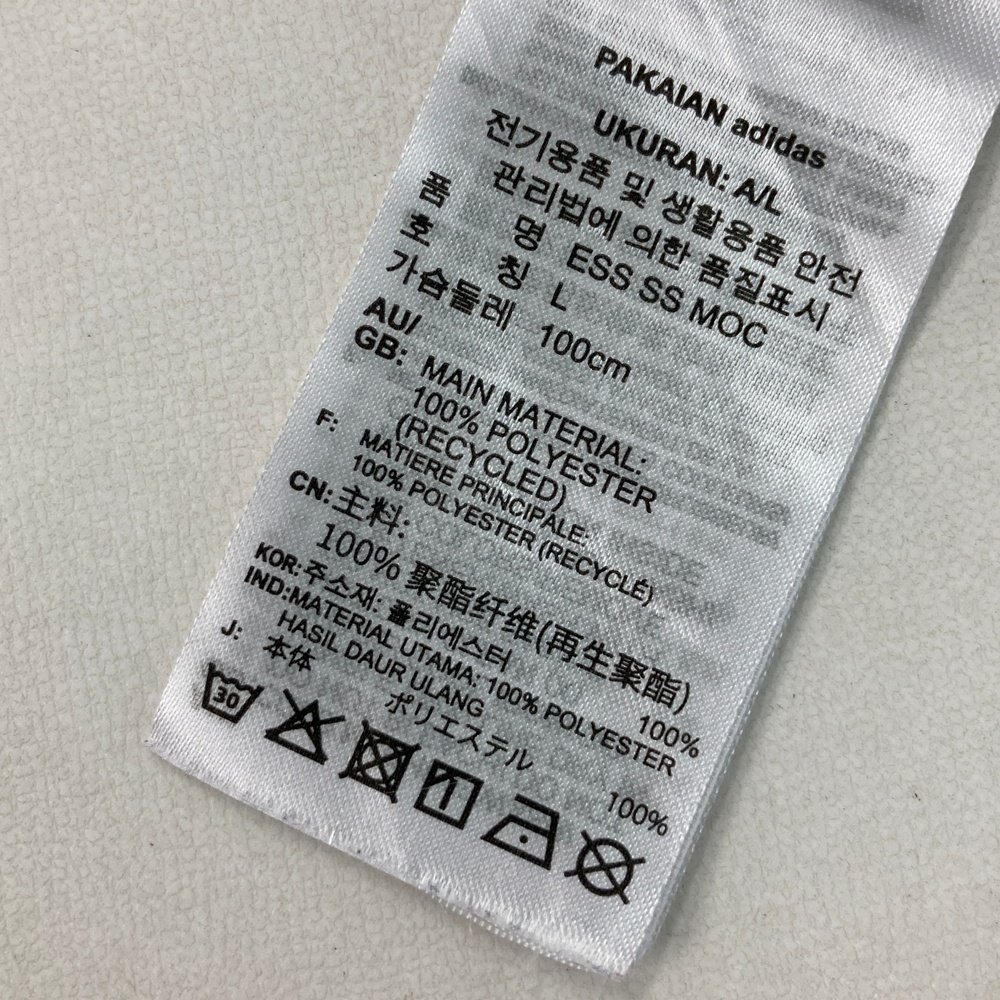 PAKAIAN adidas
UKURAN: A/L
전기용품 및 생활용품 안전
관리법에 의한 품질표시
품 명 ESS SS MOC
호 칭 L
가슴둘레 100cm
AU/
GB: MAIN MATERIAL:
100% POLYESTER
(RECYCLED)
F: MATIERE PRINCIPALE:
100% POLYESTER (RECYCLÉ)
CN: 主料:
100% 聚酯纤维(再生聚酯)
KOR: 주소재: 폴리에스터 100%
IND: MATERIAL UTAMA: 100% POLYESTER
HASIL DAUR ULANG
J: 本体
ポリエステル 100%
30